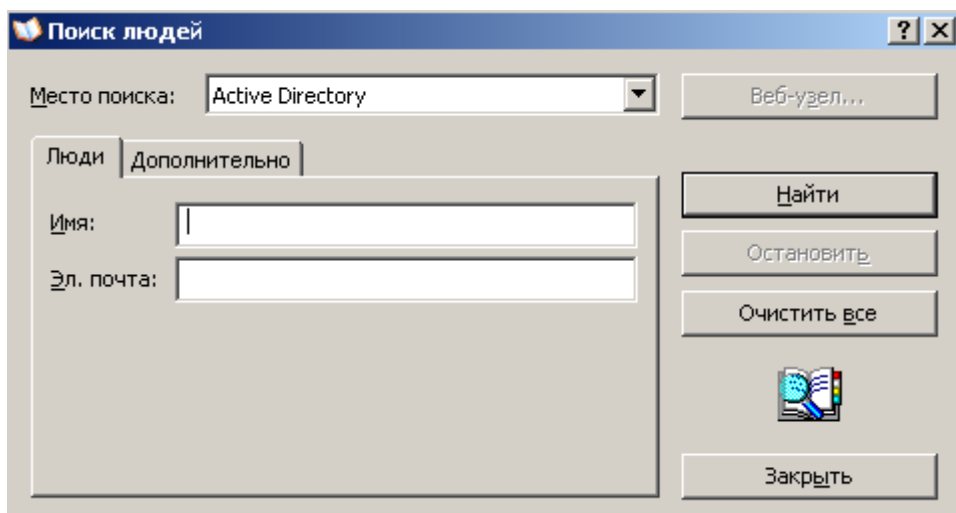 Поиск людей
Место поиска: Active Directory Веб-узел...
Люди Дополнительно
Имя:
Эл. почта:
Найти
Остановить
Очистить все
Закрыть